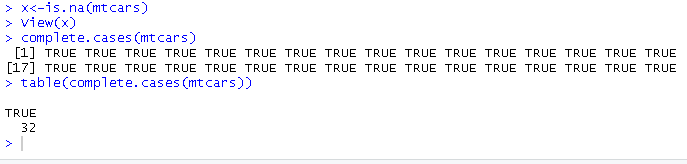 > x<-is.na(mtcars)
> View(x)
> complete.cases(mtcars)
 [1] TRUE TRUE TRUE TRUE TRUE TRUE TRUE TRUE TRUE TRUE TRUE TRUE TRUE TRUE TRUE TRUE
[17] TRUE TRUE TRUE TRUE TRUE TRUE TRUE TRUE TRUE TRUE TRUE TRUE TRUE TRUE TRUE TRUE
> table(complete.cases(mtcars))

TRUE
  32
>